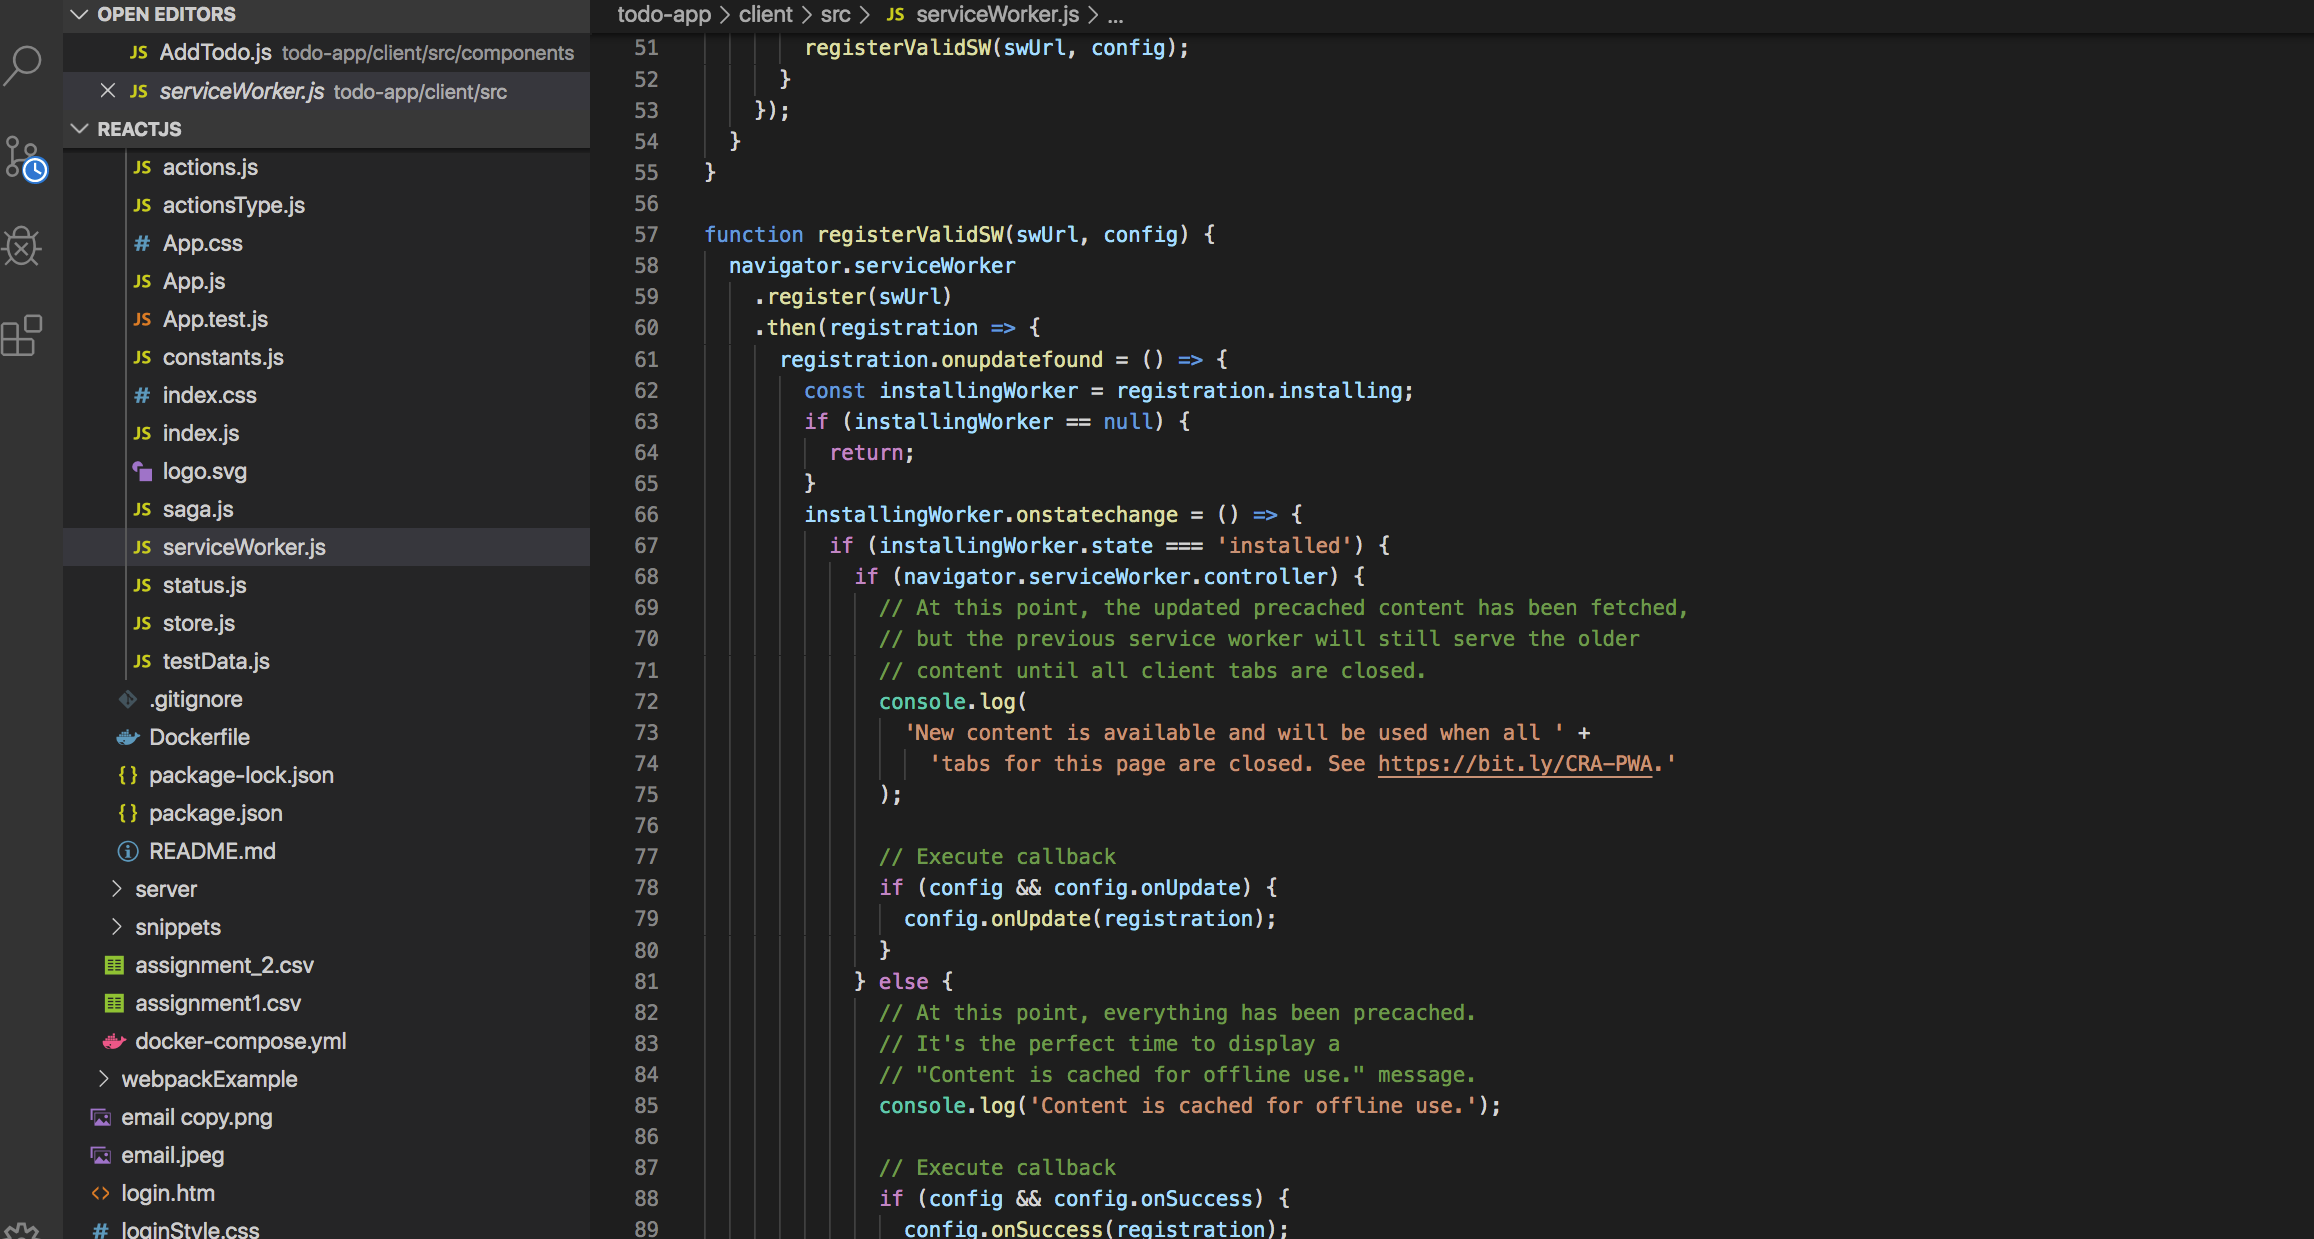 OPEN EDITORS
JS AddTodo.js todo-app/client/src/components
JS serviceWorker.js todo-app/client/src
REACTJS
JS actions.js
JS actionsType.js
# App.css
JS App.js
JS App.test.js
JS constants.js
# index.css
JS index.js
logo.svg
JS saga.js
JS serviceWorker.js
JS status.js
JS store.js
JS testData.js
.gitignore
Dockerfile
{} package-lock.json
{} package.json
README.md
server
snippets
assignment_2.csv
assignment1.csv
docker-compose.yml
webpackExample
email copy.png
email.jpeg
<> login.htm
# loginStyle.css
todo-app > client > src > JS serviceWorker.js > ...
51 registerValidSW(swUrl, config);
52 }
53 });
54 }
55 }
56
57 function registerValidSW(swUrl, config) {
58 navigator.serviceWorker
59 .register(swUrl)
60 .then(registration => {
61 registration.onupdatefound = () => {
62 const installingWorker = registration.installing;
63 if (installingWorker == null) {
64 return;
65 }
66 installingWorker.onstatechange = () => {
67 if (installingWorker.state === 'installed') {
68 if (navigator.serviceWorker.controller) {
69 // At this point, the updated precached content has been fetched,
70 // but the previous service worker will still serve the older
71 // content until all client tabs are closed.
72 console.log(
73 'New content is available and will be used when all ' +
74 'tabs for this page are closed. See https://bit.ly/CRA-PWA.'
75 );
76
77 // Execute callback
78 if (config && config.onUpdate) {
79 config.onUpdate(registration);
80 }
81 } else {
82 // At this point, everything has been precached.
83 // It's the perfect time to display a
84 // "Content is cached for offline use." message.
85 console.log('Content is cached for offline use.');
86
87 // Execute callback
88 if (config && config.onSuccess) {
89 config.onSuccess(registration);